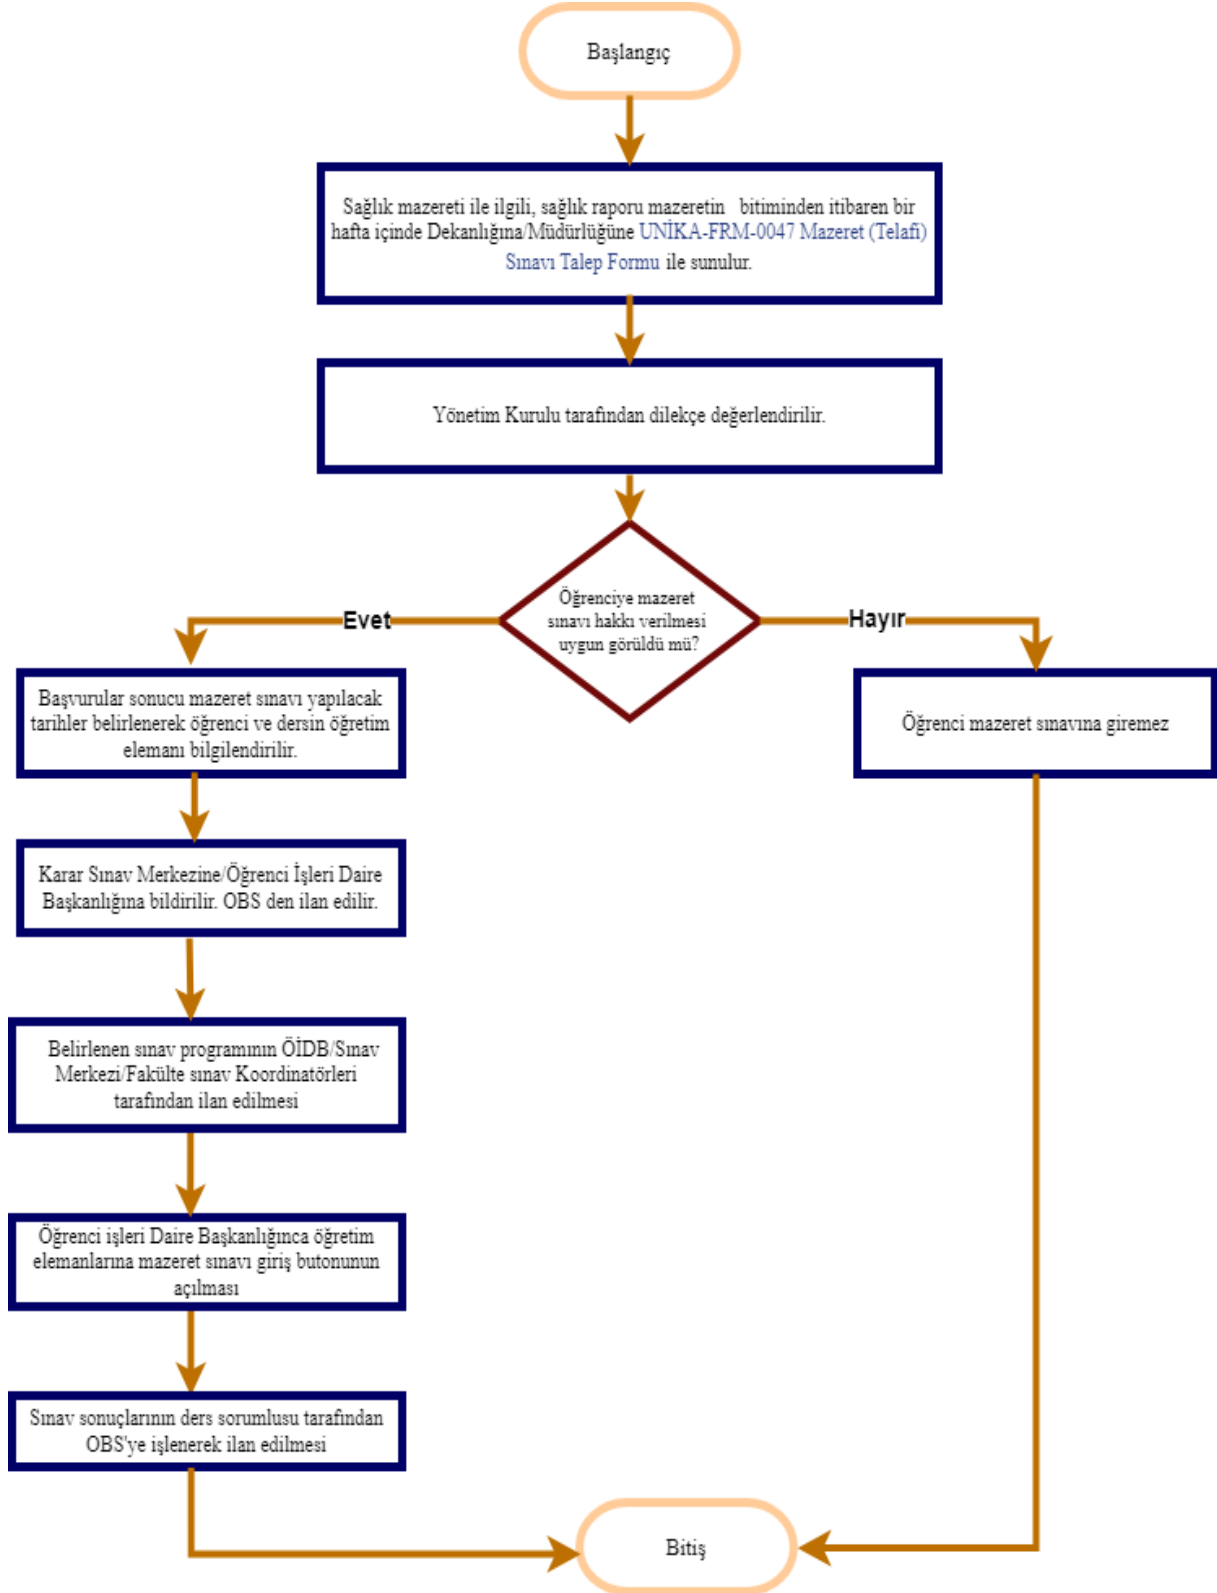 Başlangıç
Sağlık mazereti ile ilgili, sağlık raporu mazeretin bitiminden itibaren bir
hafta içinde Dekanlığına/Müdürlüğüne UNİKA-FRM-0047 Mazeret (Telafi)
Sınavı Talep Formu ile sunulur.
Yönetim Kurulu tarafından dilekçe değerlendirilir.
Öğrenciye mazeret
sınavı hakkı verilmesi
uygun görüldü mü?
Evet
Hayır
Başvurular sonucu mazeret sınavı yapılacak
tarihler belirlenerek öğrenci ve dersin öğretim
elemanı bilgilendirilir.
Öğrenci mazeret sınavına giremez
Karar Sınav Merkezine/Öğrenci İşleri Daire
Başkanlığına bildirilir. OBS den ilan edilir.
Belirlenen sınav programının ÖİDB/Sınav
Merkezi/Fakülte sınav Koordinatörleri
tarafından ilan edilmesi
Öğrenci işleri Daire Başkanlığınca öğretim
elemanlarına mazeret sınavı giriş butonunun
açılması
Sınav sonuçlarının ders sorumlusu tarafından
OBS'ye işlenerek ilan edilmesi
Bitiş